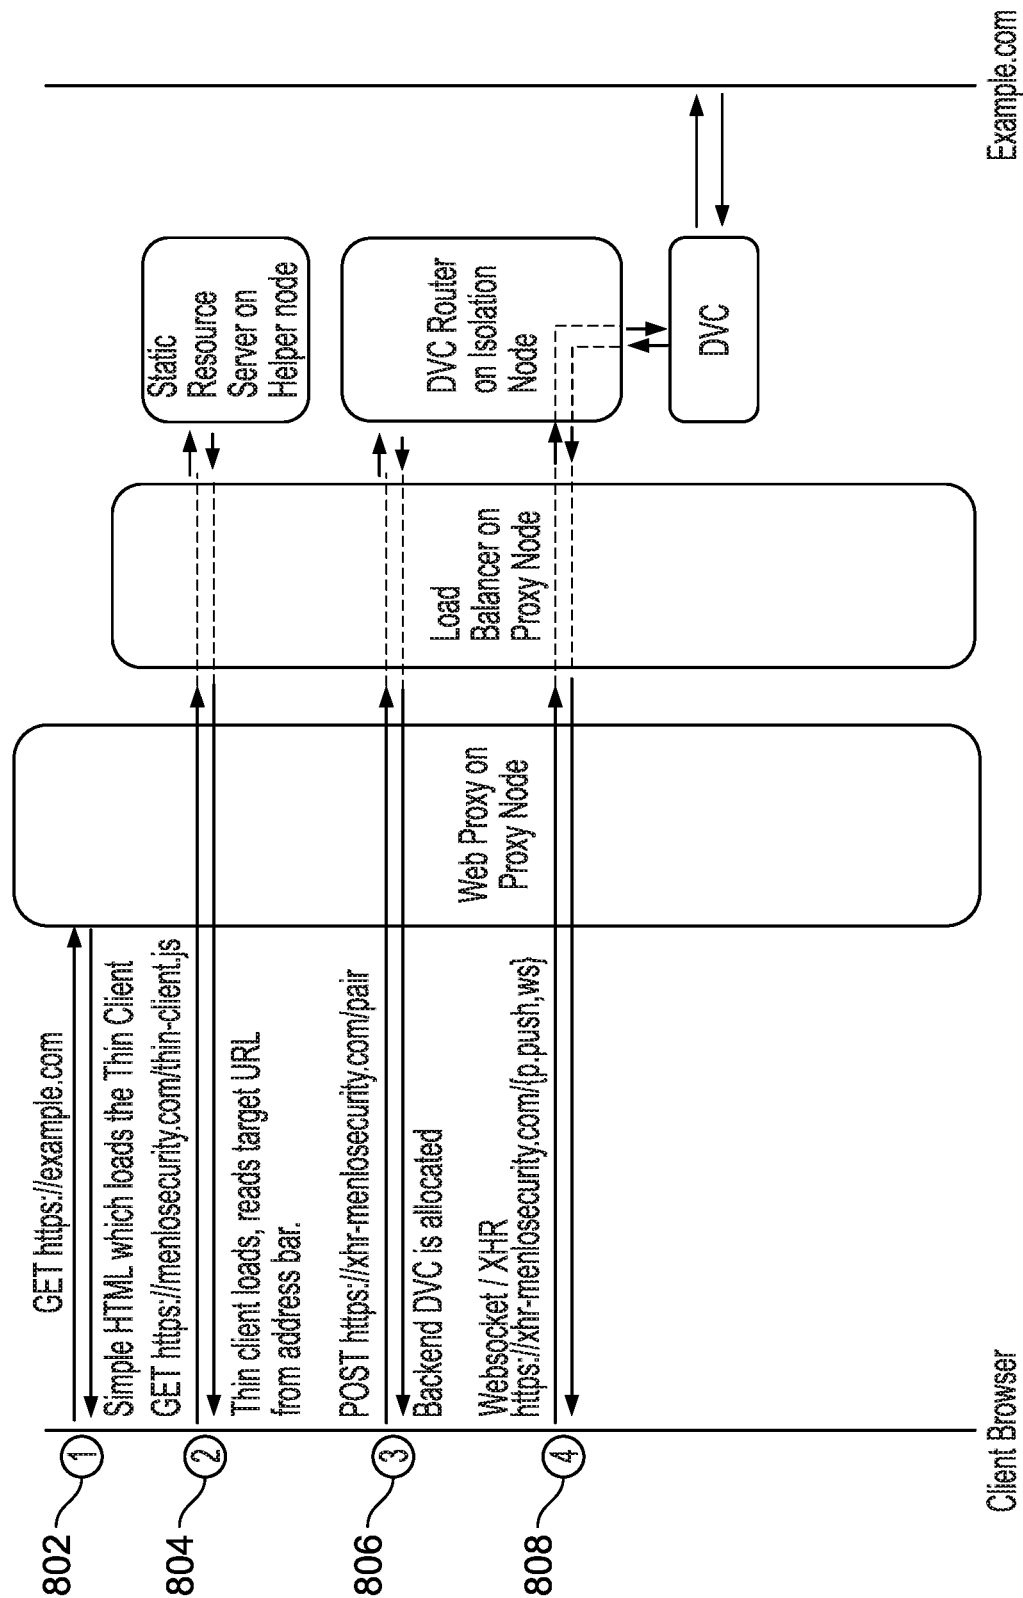 802
1
GET https://example.com
Simple HTML which loads the Thin Client
804
2
GET https://menlosecurity.com/thin-client.js
Thin client loads, reads target URL
from address bar.
806
3
POST https://xhr-menlosecurity.com/pair
Backend DVC is allocated
808
4
Websocket / XHR
https://xhr-menlosecurity.com/{p.push,ws}
Web Proxy on
Proxy Node
Load
Balancer on
Proxy Node
Static
Resource
Server on
Helper node
DVC Router
on Isolation
Node
DVC
Client Browser
Example.com